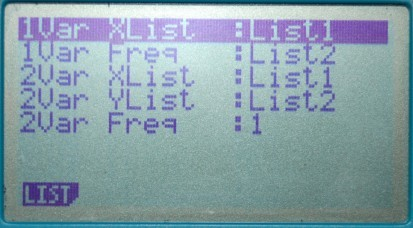 1Var XList :List1
1Var Freq :List2
2Var XList :List1
2Var YList :List2
2Var Freq :1
LIST